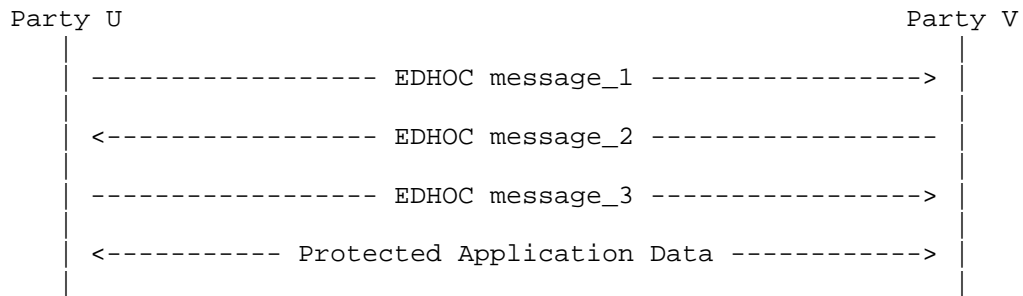 Party U Party V
EDHOC message_1
EDHOC message_2
EDHOC message_3
Protected Application Data